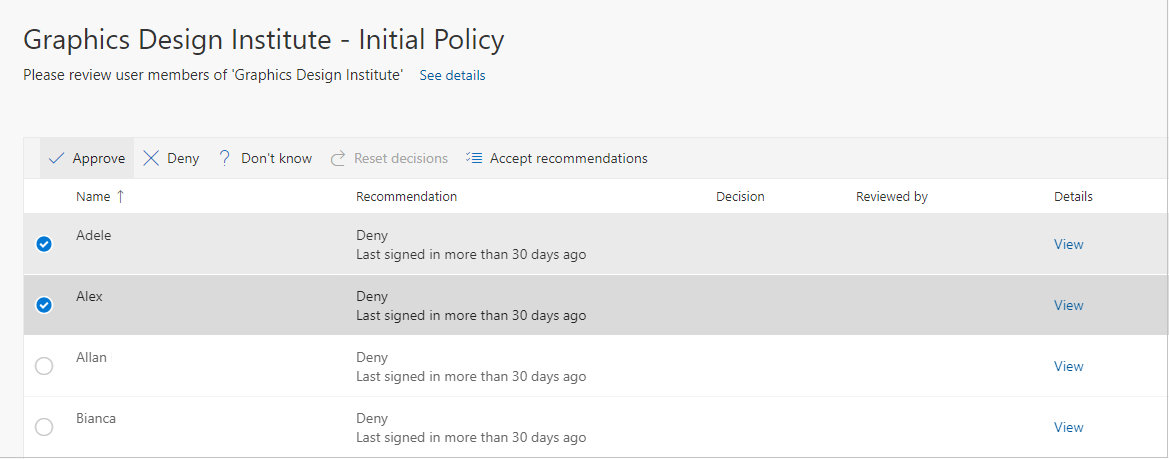 Graphics Design Institute - Initial Policy
Please review user members of 'Graphics Design Institute' See details
Approve Deny ? Don't know Reset decisions Accept recommendations
Name ↑ Recommendation Decision Reviewed by Details
Adele Deny
Last signed in more than 30 days ago View
Alex Deny
Last signed in more than 30 days ago View
Allan Deny
Last signed in more than 30 days ago View
Bianca Deny
Last signed in more than 30 days ago View